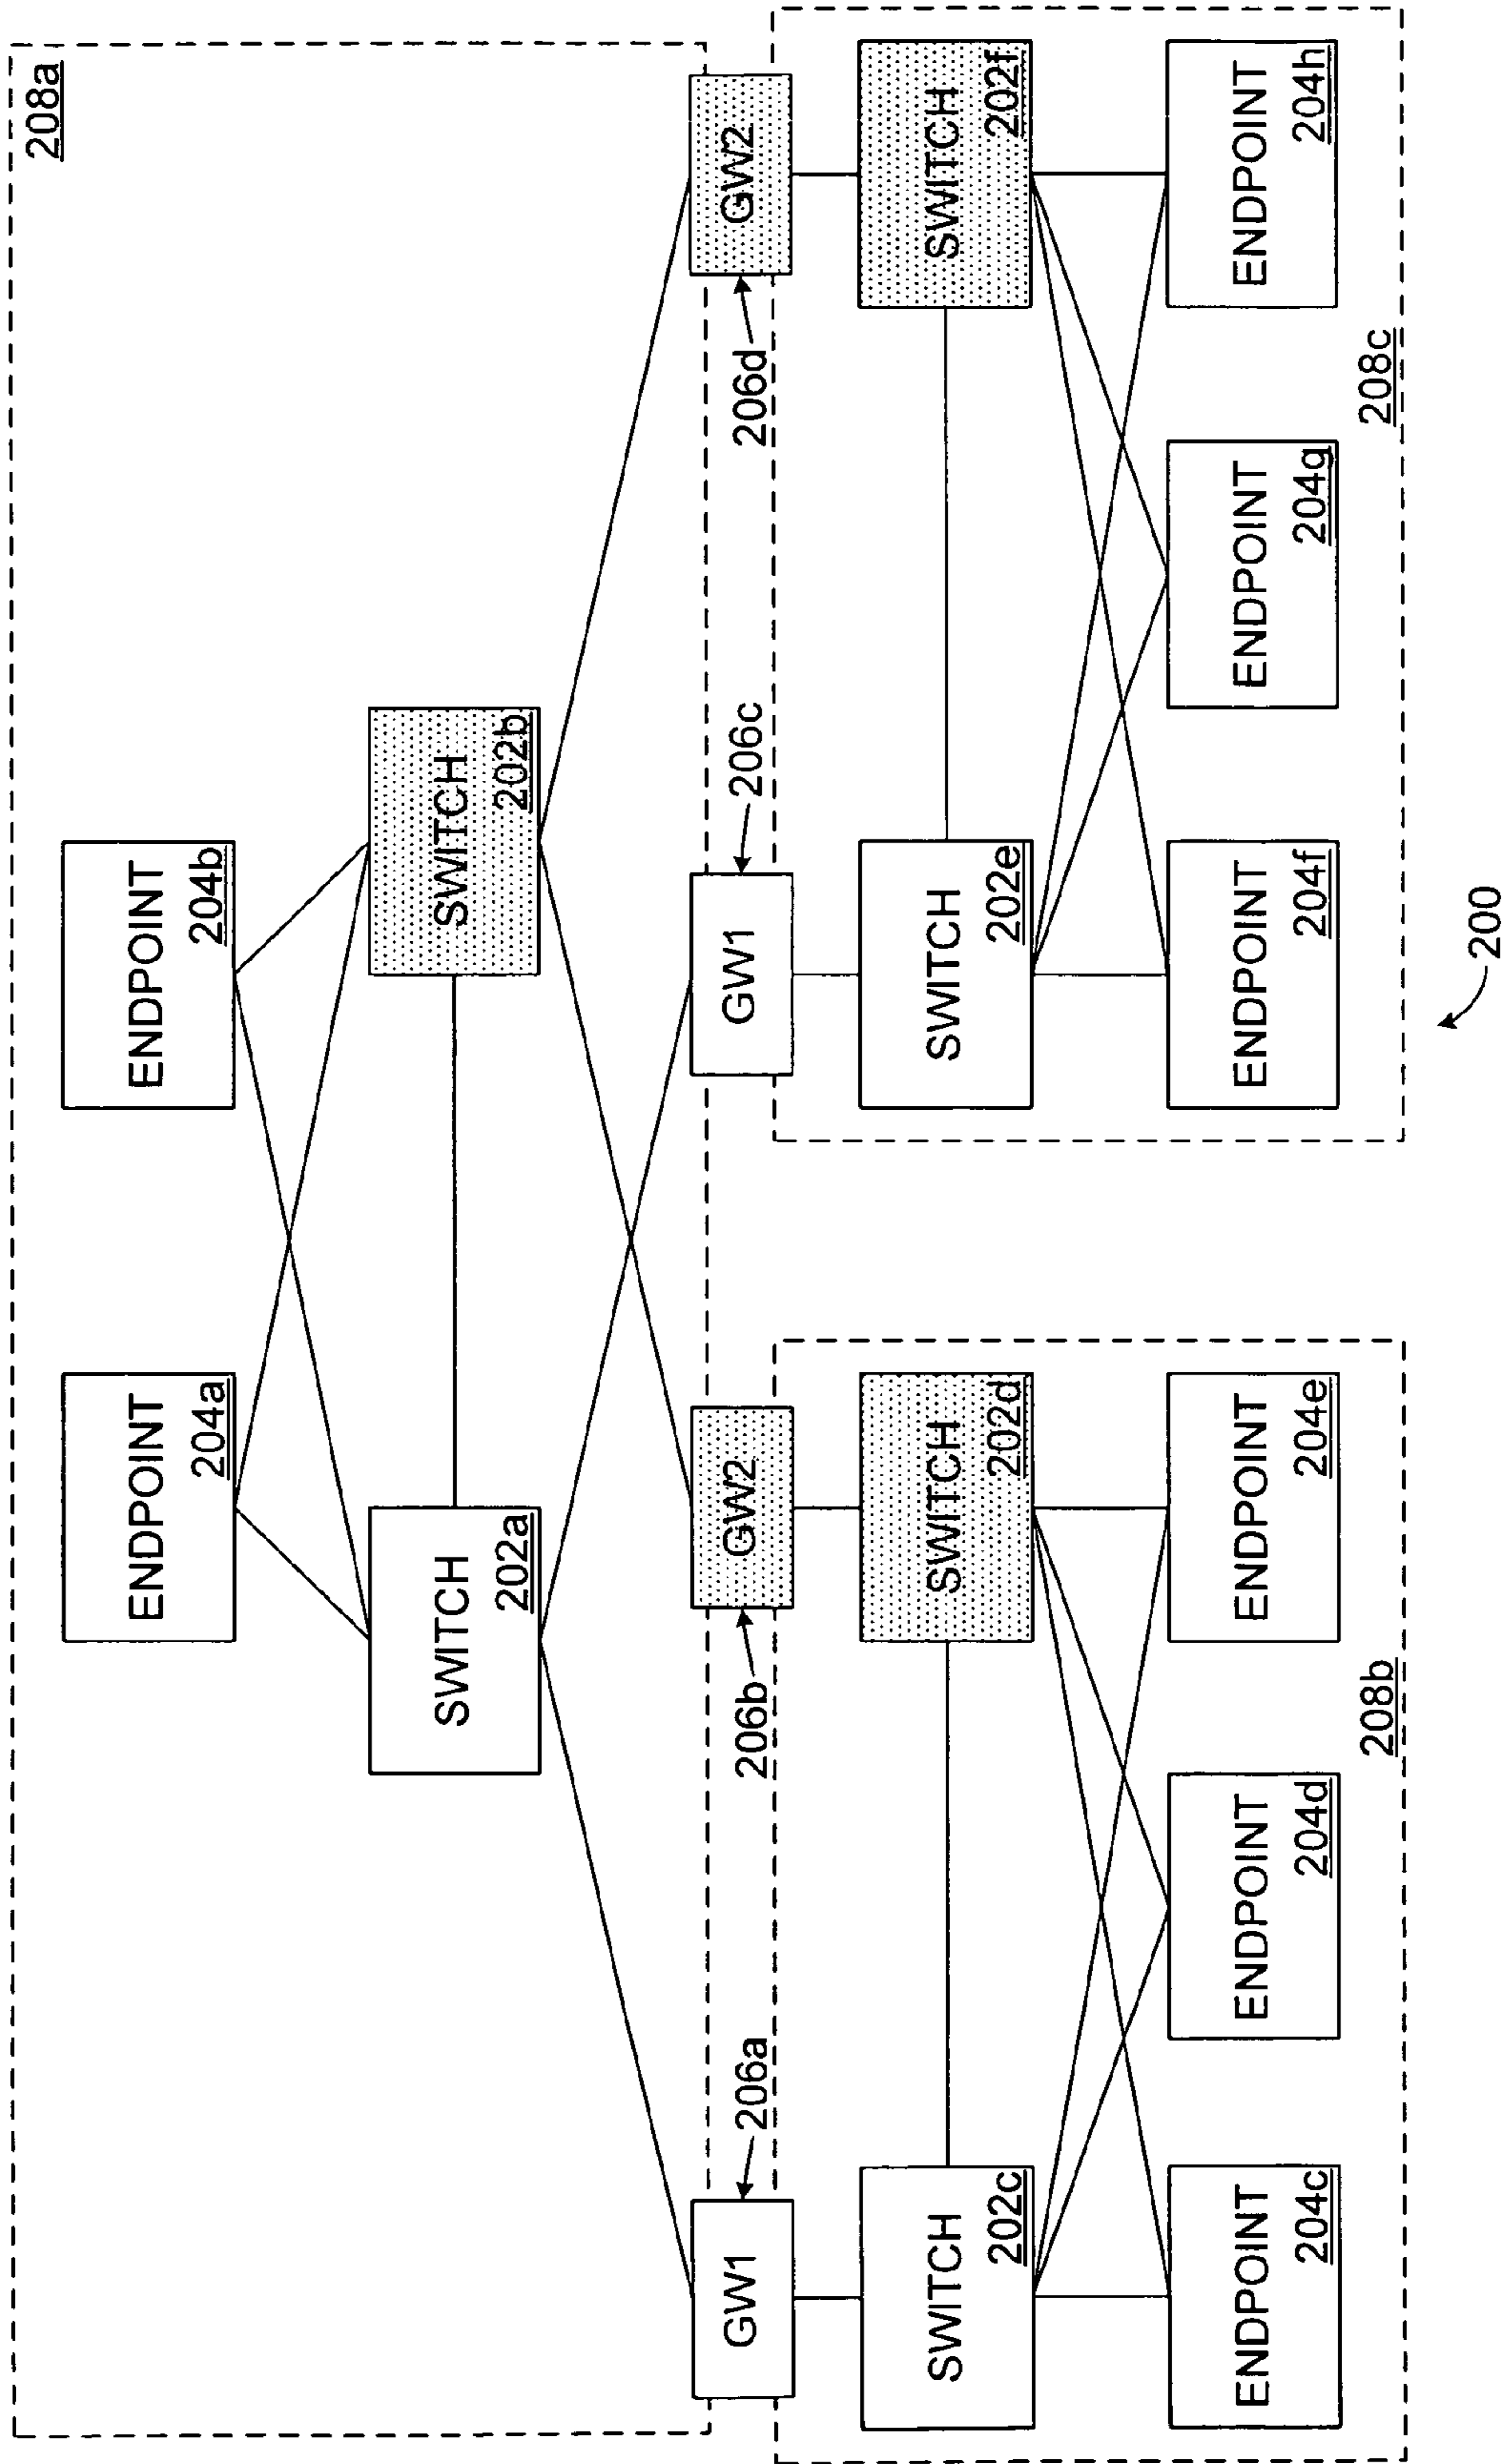 208a
ENDPOINT
204a
ENDPOINT
204b
SWITCH
202a
SWITCH
202b
206a
206b
206c
206d
GW1
GW2
GW1
GW2
SWITCH
202c
SWITCH
202d
SWITCH
202e
SWITCH
202f
ENDPOINT
204c
ENDPOINT
204d
ENDPOINT
204e
ENDPOINT
204f
ENDPOINT
204g
ENDPOINT
204h
208b
208c
200